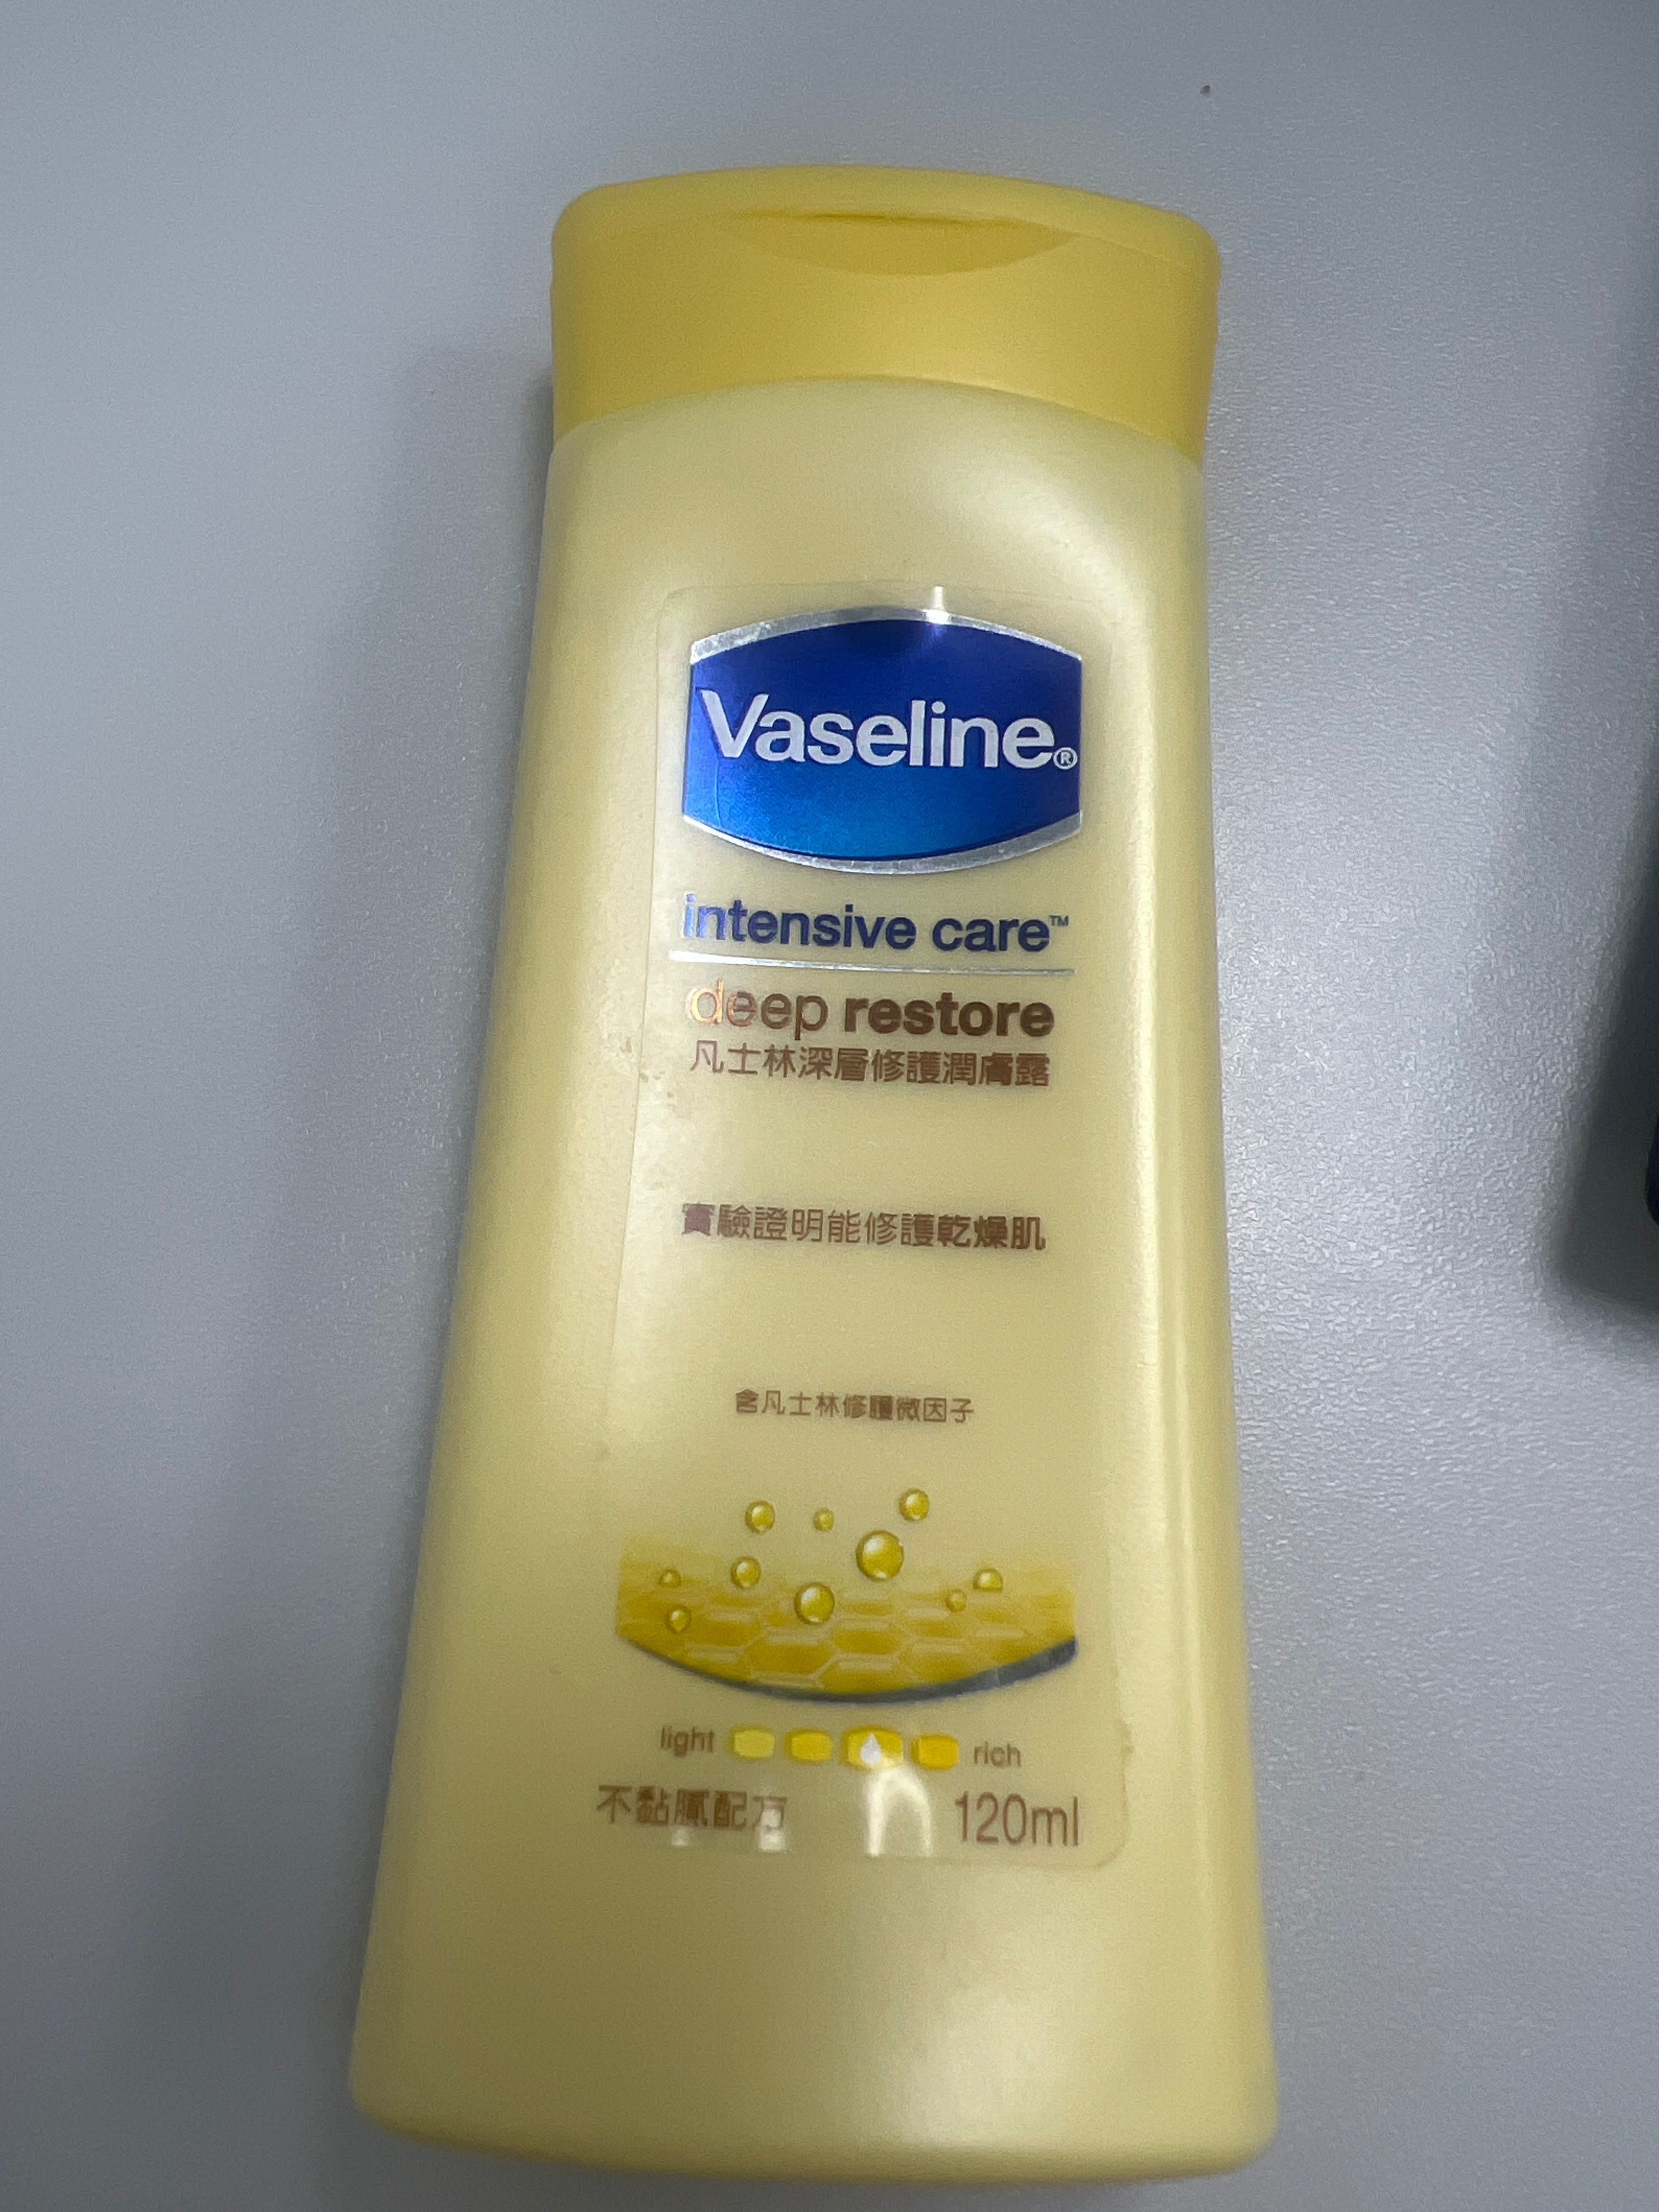 Vaseline®
intensive care™
deep restore
凡士林深層修護潤膚露
實驗證明能修護乾燥肌
含凡士林修護微因子
light rich
不黏膩配方 120ml